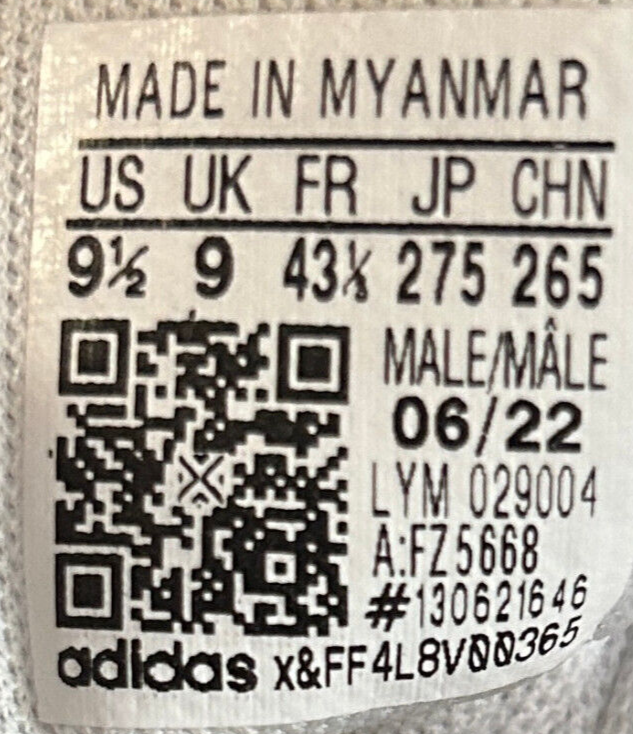 MADE IN MYANMAR
US UK FR JP CHN
9½ 9 43⅓ 275 265
MALE/MÂLE
06/22
LYM 029004
A:FZ5668
#130621646
adidas x&FF4L8V00365